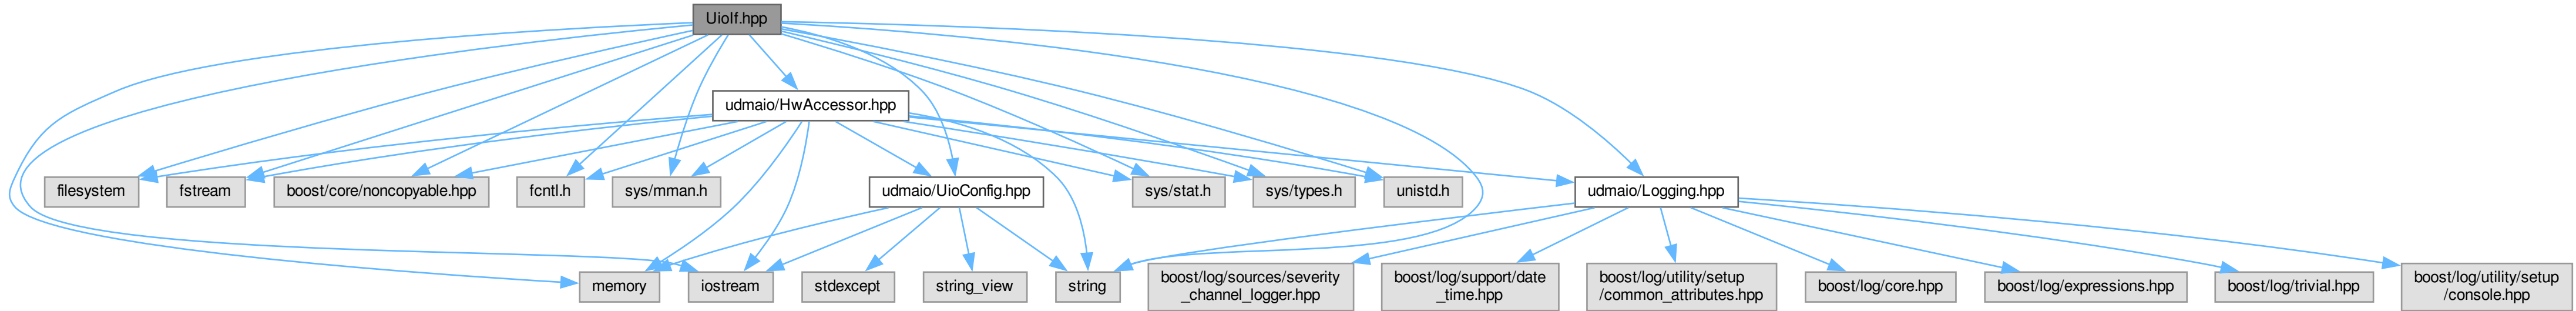 UioIf.hpp
udmaio/HwAccessor.hpp
filesystem
fstream
boost/core/noncopyable.hpp
fcntl.h
sys/mman.h
udmaio/UioConfig.hpp
sys/stat.h
sys/types.h
unistd.h
udmaio/Logging.hpp
memory
iostream
stdexcept
string_view
string
boost/log/sources/severity
_channel_logger.hpp
boost/log/support/date
_time.hpp
boost/log/utility/setup
/common_attributes.hpp
boost/log/core.hpp
boost/log/expressions.hpp
boost/log/trivial.hpp
boost/log/utility/setup
/console.hpp